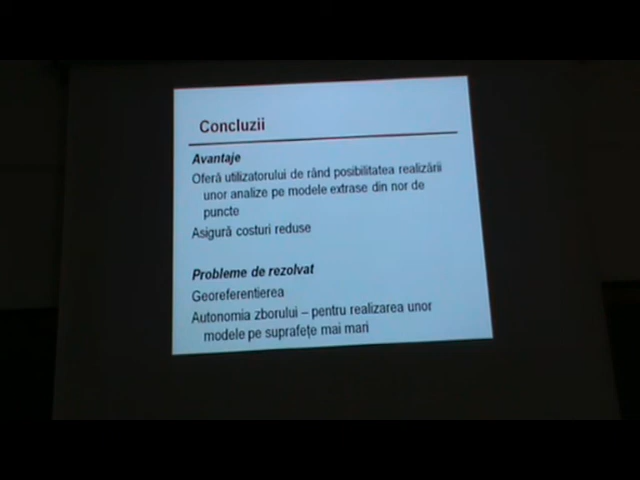 Concluzii
Avantaje
Oferă utilizatorului de rând posibilitatea realizării
unor analize pe modele extrase din nor de
puncte
Asigură costuri reduse
Probleme de rezolvat
Georeferentierea
Autonomia zborului – pentru realizarea unor
modele pe suprafețe mai mari